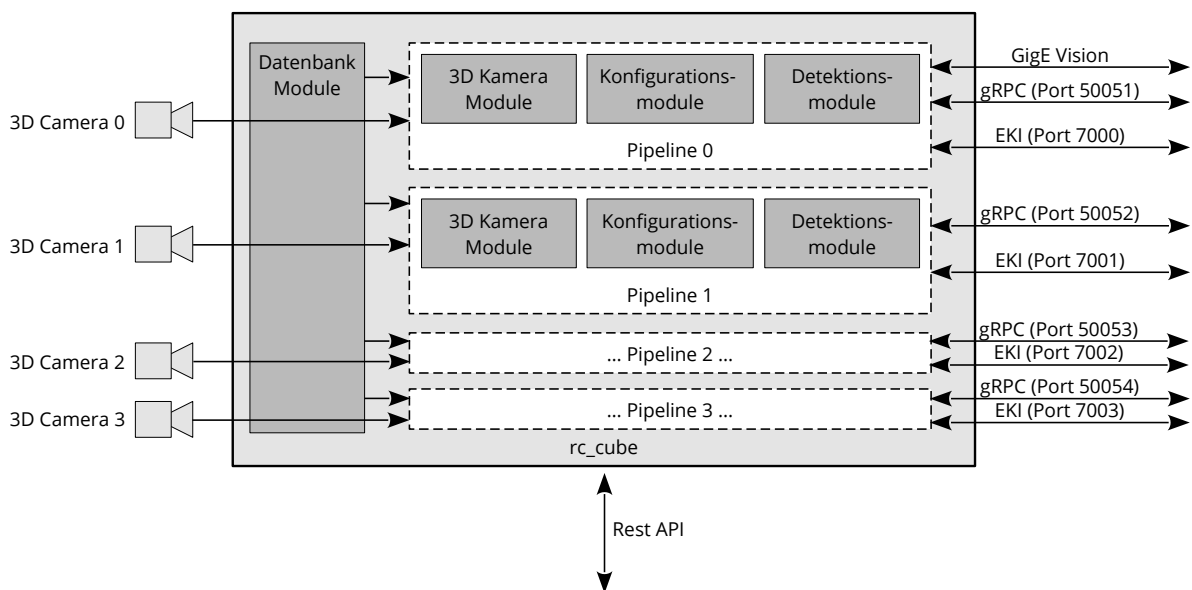 Datenbank
Module
3D Kamera
Module
Konfigurations-
module
Detektions-
module
Pipeline 0
GigE Vision
gRPC (Port 50051)
EKI (Port 7000)
3D Camera 0
3D Kamera
Module
Konfigurations-
module
Detektions-
module
Pipeline 1
gRPC (Port 50052)
EKI (Port 7001)
3D Camera 1
... Pipeline 2 ...
gRPC (Port 50053)
EKI (Port 7002)
3D Camera 2
... Pipeline 3 ...
gRPC (Port 50054)
EKI (Port 7003)
3D Camera 3
rc_cube
Rest API